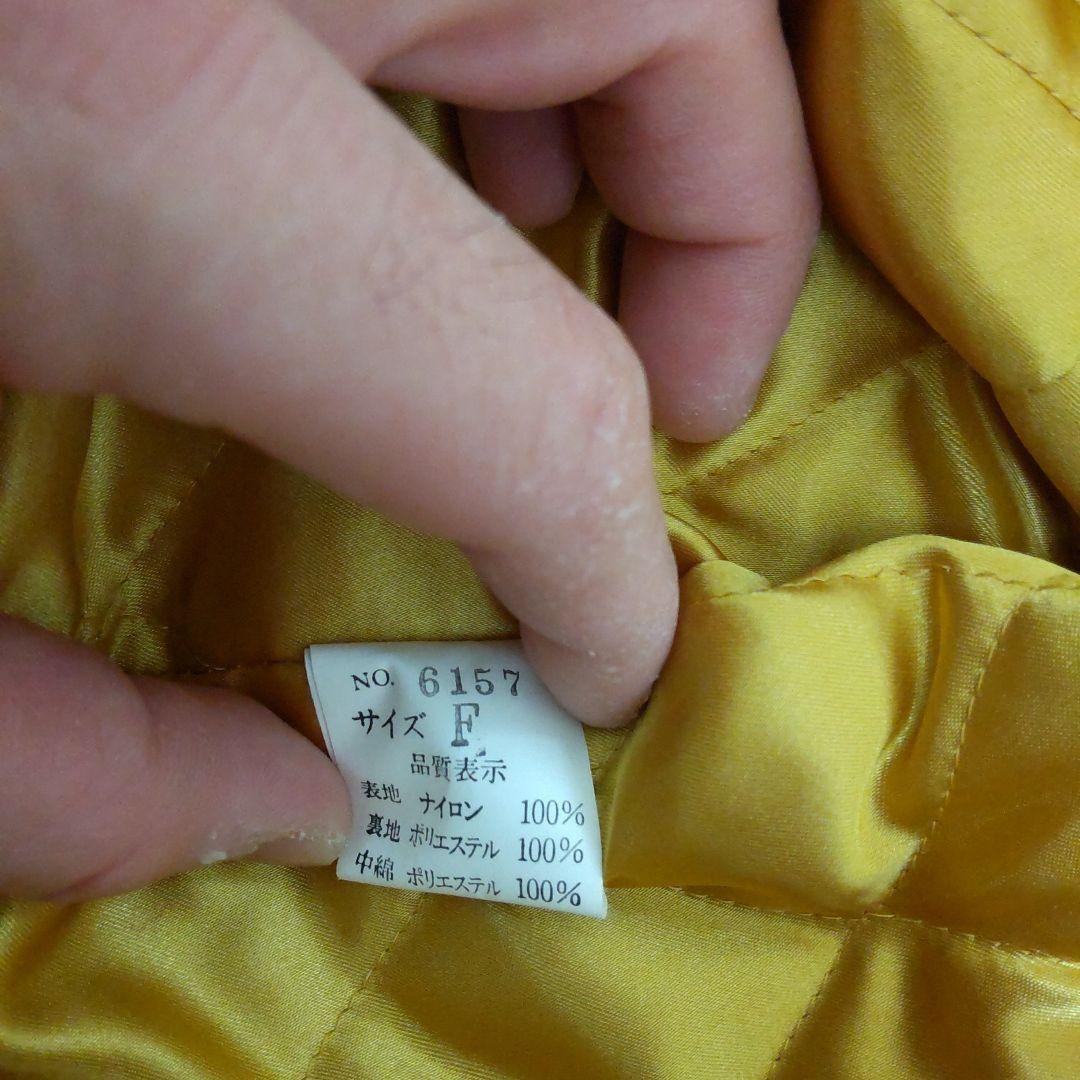 NO. 6157
サイズ F
品質表示
表地 ナイロン 100%
裏地 ポリエステル 100%
中綿 ポリエステル 100%